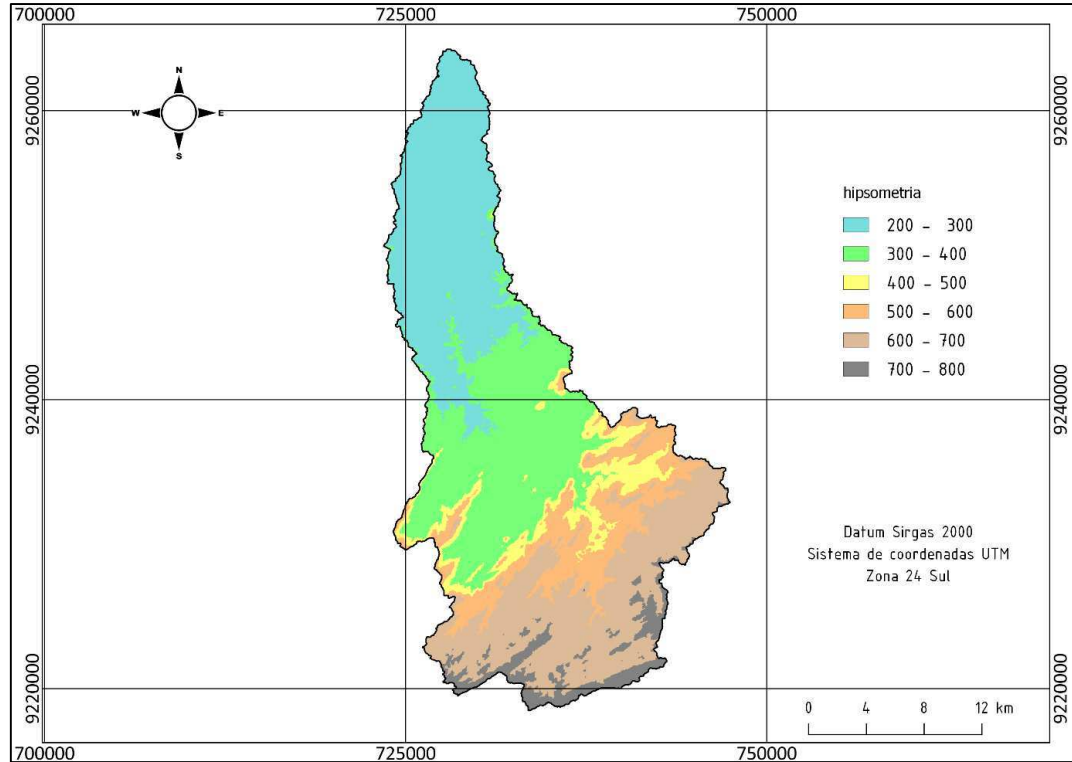 700000
725000
750000
N
W
E
S
9260000
9260000
hipsometria
200 - 300
300 - 400
400 - 500
500 - 600
600 - 700
700 - 800
9240000
9240000
Datum Sirgas 2000
Sistema de coordenadas UTM
Zona 24 Sul
9220000
9220000
0 4 8 12 km
700000
725000
750000